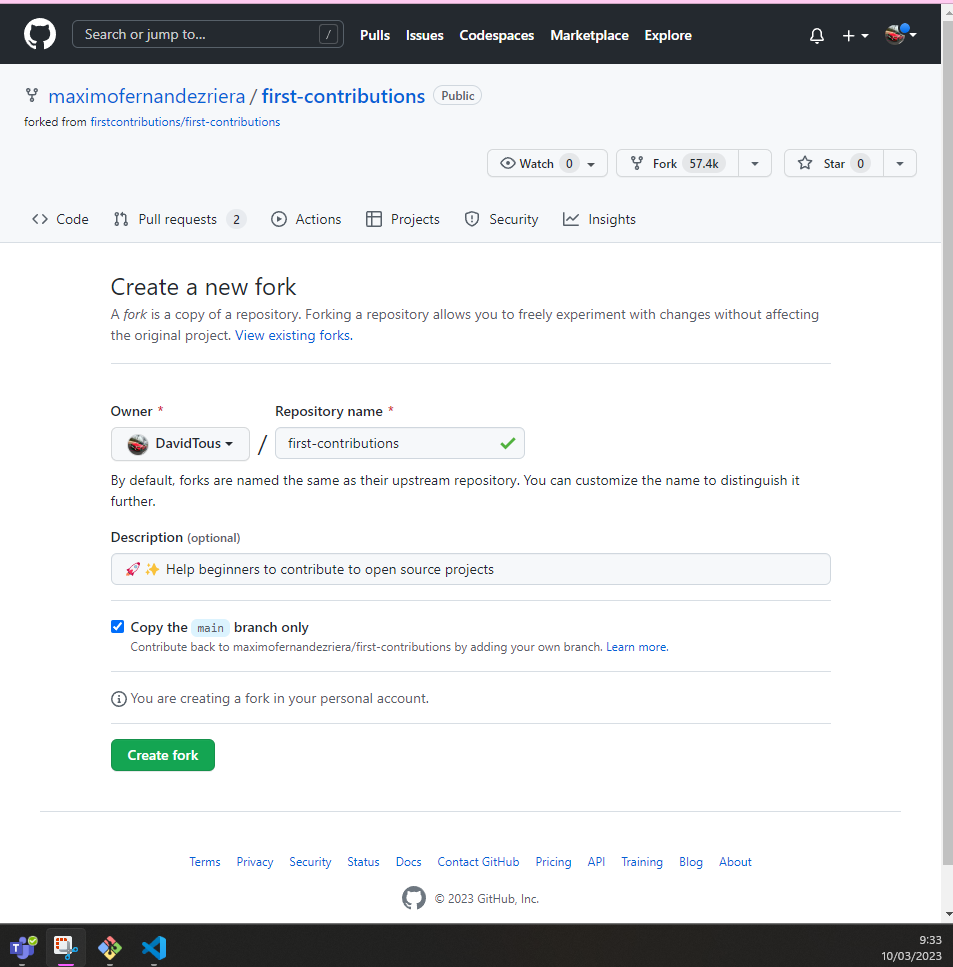 Search or jump to... / Pulls Issues Codespaces Marketplace Explore
maximofernandezriera / first-contributions Public
forked from firstcontributions/first-contributions
Watch 0 Fork 57.4k Star 0
Code Pull requests 2 Actions Projects Security Insights
Create a new fork
A fork is a copy of a repository. Forking a repository allows you to freely experiment with changes without affecting
the original project. View existing forks.
Owner * Repository name *
DavidTous / first-contributions
By default, forks are named the same as their upstream repository. You can customize the name to distinguish it
further.
Description (optional)
🚀✨ Help beginners to contribute to open source projects
Copy the main branch only
Contribute back to maximofernandezriera/first-contributions by adding your own branch. Learn more.
You are creating a fork in your personal account.
Create fork
Terms Privacy Security Status Docs Contact GitHub Pricing API Training Blog About
© 2023 GitHub, Inc.
9:33
10/03/2023